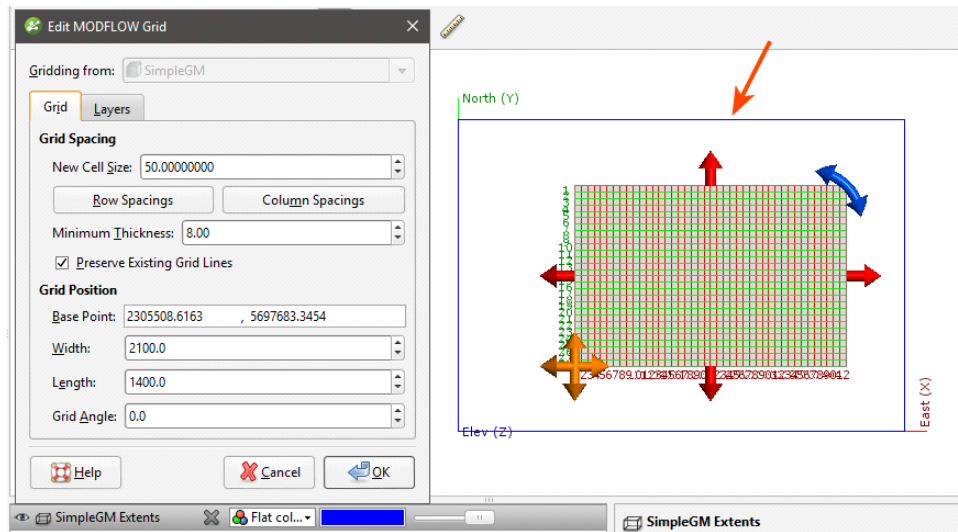 Edit MODFLOW Grid
Gridding from: SimpleGM
Grid Layers
Grid Spacing
New Cell Size: 50.00000000
Row Spacings Column Spacings
Minimum Thickness: 8.00
Preserve Existing Grid Lines
Grid Position
Base Point: 2305508.6163 , 5697683.3454
Width: 2100.0
Length: 1400.0
Grid Angle: 0.0
Help Cancel OK
North (Y)
Elev (Z)
East (X)
SimpleGM Extents Flat col...
SimpleGM Extents